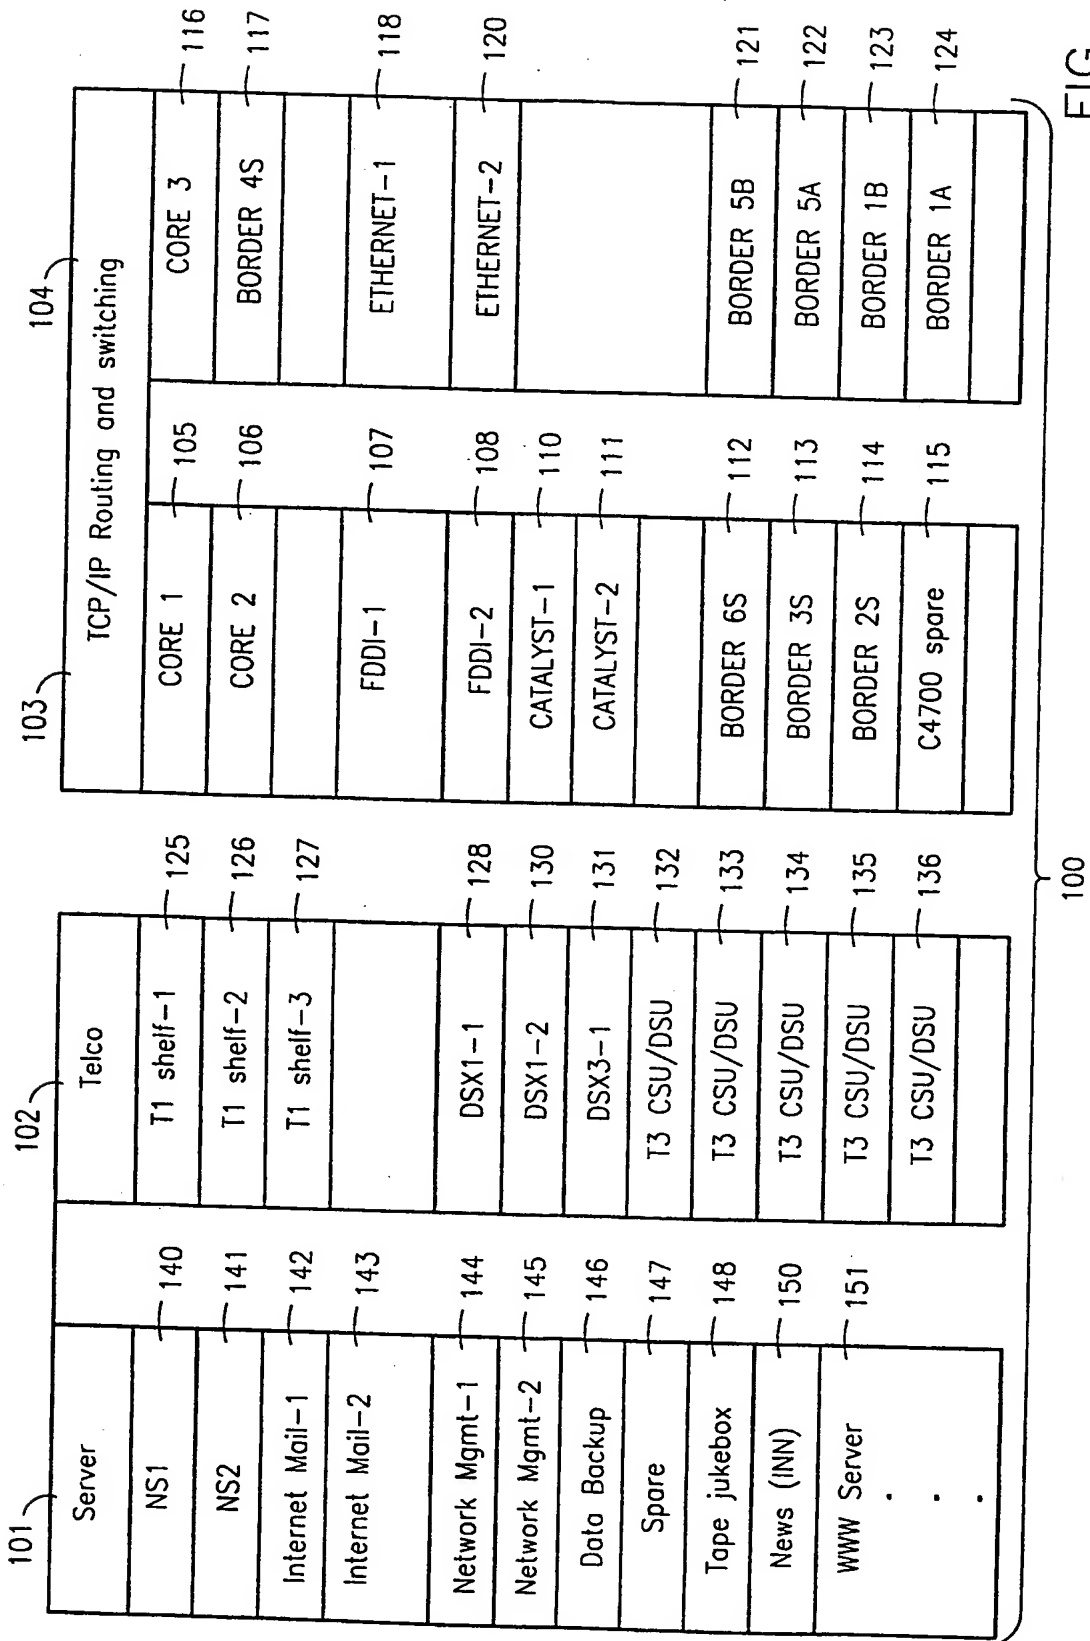 101
Server
NS1
140
NS2
141
Internet Mail-1
142
Internet Mail-2
143
Network Mgmt-1
144
Network Mgmt-2
145
Data Backup
146
Spare
147
Tape jukebox
148
News (INN)
150
WWW Server
151
.
.
.
102
Telco
T1 shelf-1
125
T1 shelf-2
126
T1 shelf-3
127
DSX1-1
128
DSX1-2
130
DSX3-1
131
T3 CSU/DSU
132
T3 CSU/DSU
133
T3 CSU/DSU
134
T3 CSU/DSU
135
T3 CSU/DSU
136
103
104
TCP/IP Routing and switching
CORE 1
105
CORE 2
106
FDDI-1
107
FDDI-2
108
CATALYST-1
110
CATALYST-2
111
BORDER 6S
112
BORDER 3S
113
BORDER 2S
114
C4700 spare
115
CORE 3
116
BORDER 4S
117
ETHERNET-1
118
ETHERNET-2
120
BORDER 5B
121
BORDER 5A
122
BORDER 1B
123
BORDER 1A
124
100